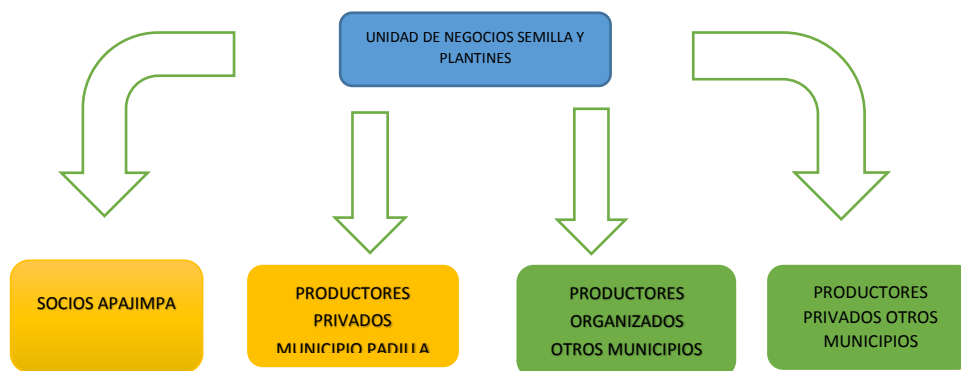 UNIDAD DE NEGOCIOS SEMILLA Y
PLANTINES
SOCIOS APAJIMPA
PRODUCTORES
PRIVADOS
MUNICIPIO PADILLA
PRODUCTORES
ORGANIZADOS
OTROS MUNICIPIOS
PRODUCTORES
PRIVADOS OTROS
MUNICIPIOS